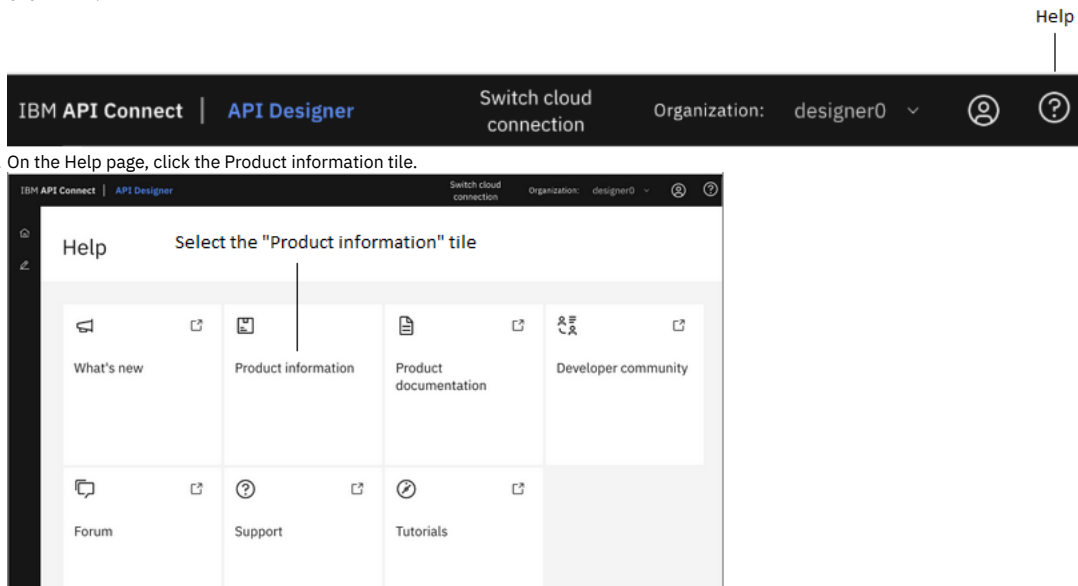 Help
IBM API Connect | API Designer
Switch cloud
connection
Organization: designer0
On the Help page, click the Product information tile.
IBM API Connect | API Designer
Switch cloud
connection
Organization: designer0
Help
Select the "Product information" tile
What's new
Product information
Product
documentation
Developer community
Forum
Support
Tutorials